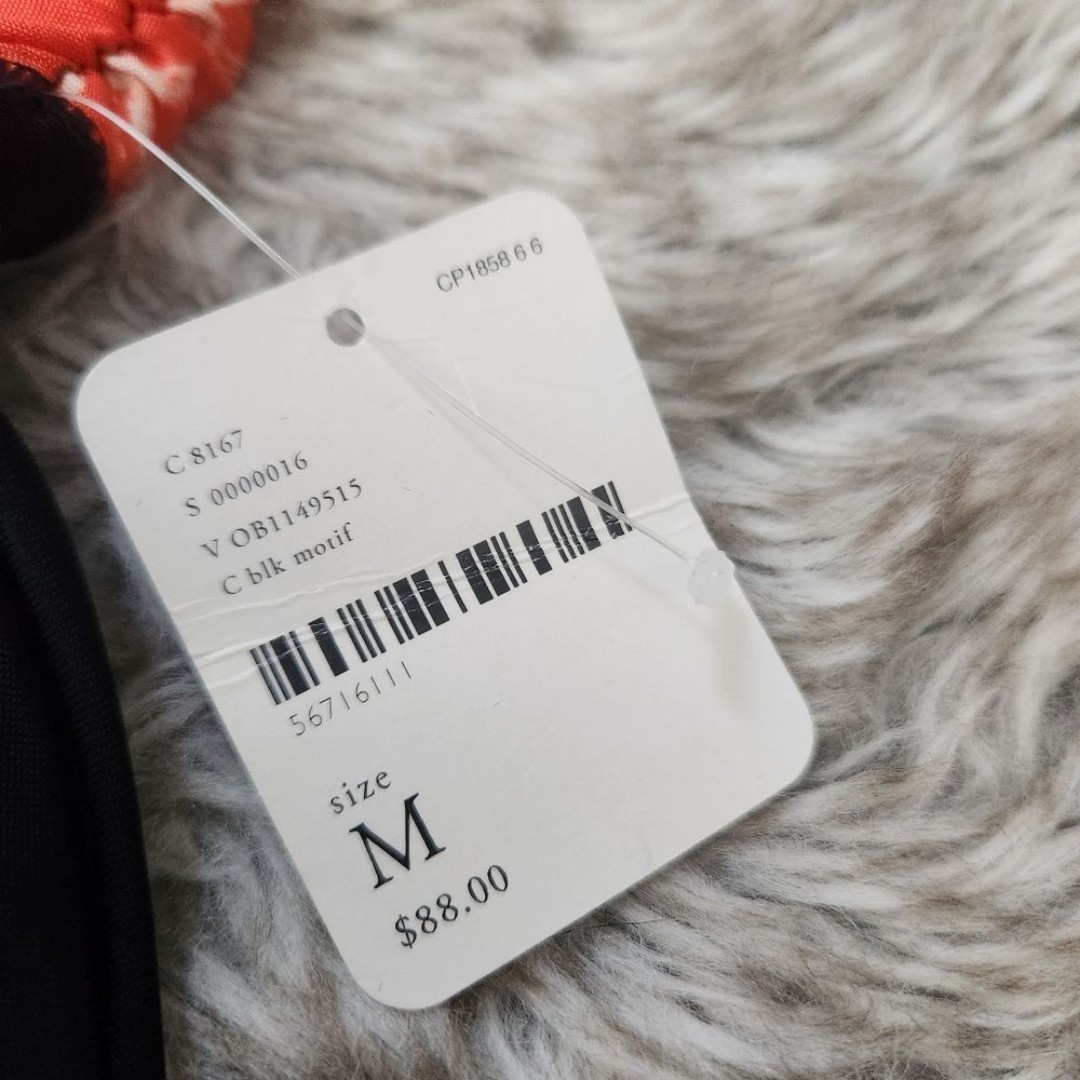 CP1858 6 6
C 8167
S 0000016
V OB1149515
C blk motif
56716111
size
M
$88.00